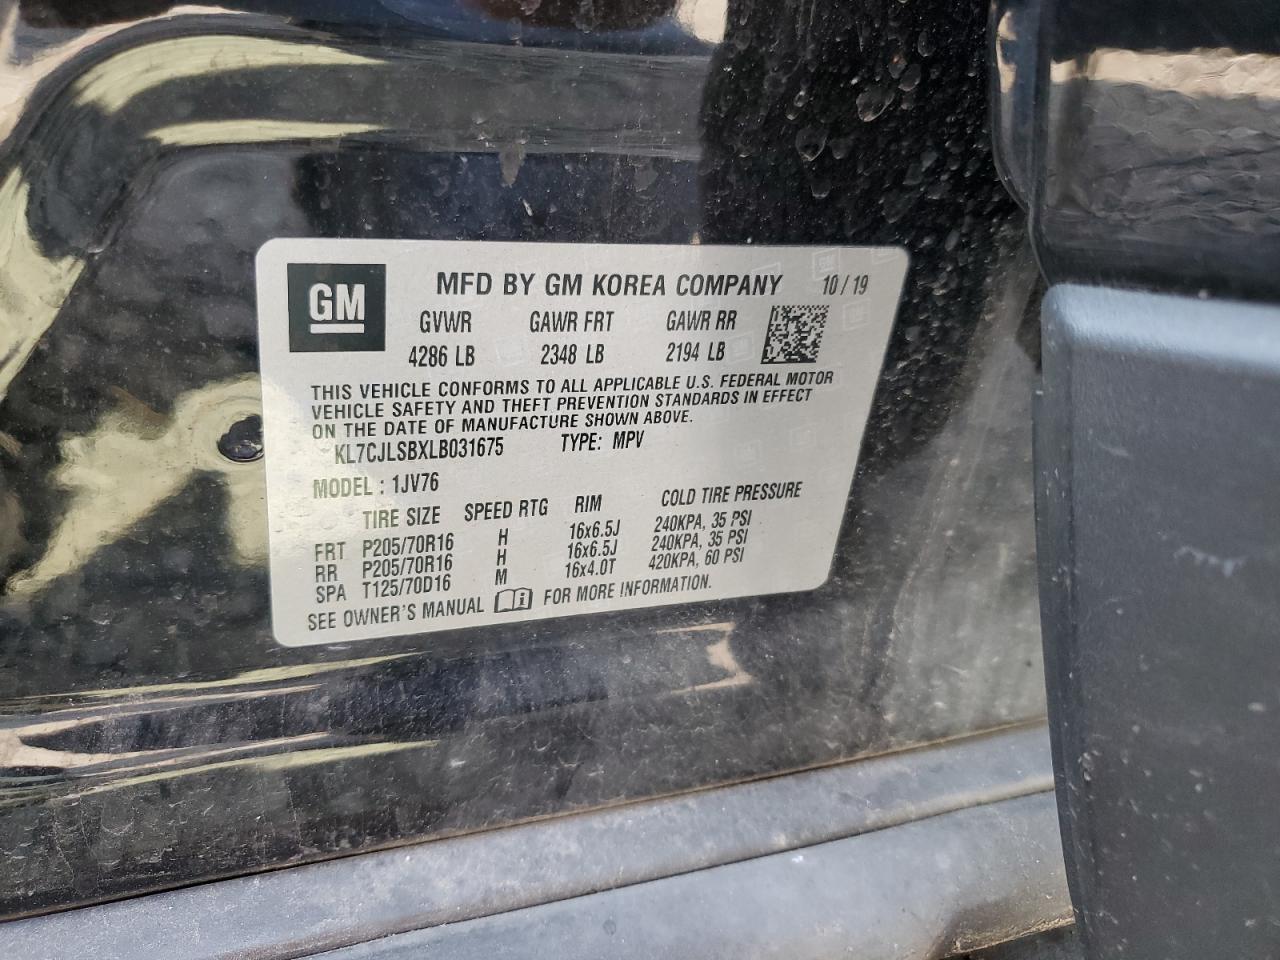 GM
MFD BY GM KOREA COMPANY 10/19
GVWR GAWR FRT GAWR RR
4286 LB 2348 LB 2194 LB
THIS VEHICLE CONFORMS TO ALL APPLICABLE U.S. FEDERAL MOTOR
VEHICLE SAFETY AND THEFT PREVENTION STANDARDS IN EFFECT
ON THE DATE OF MANUFACTURE SHOWN ABOVE.
KL7CJLSBXLB031675 TYPE: MPV
MODEL : 1JV76
TIRE SIZE SPEED RTG RIM COLD TIRE PRESSURE
FRT P205/70R16 H 16x6.5J 240KPA, 35 PSI
RR P205/70R16 H 16x6.5J 240KPA, 35 PSI
SPA T125/70D16 M 16x4.0T 420KPA, 60 PSI
SEE OWNER'S MANUAL FOR MORE INFORMATION.